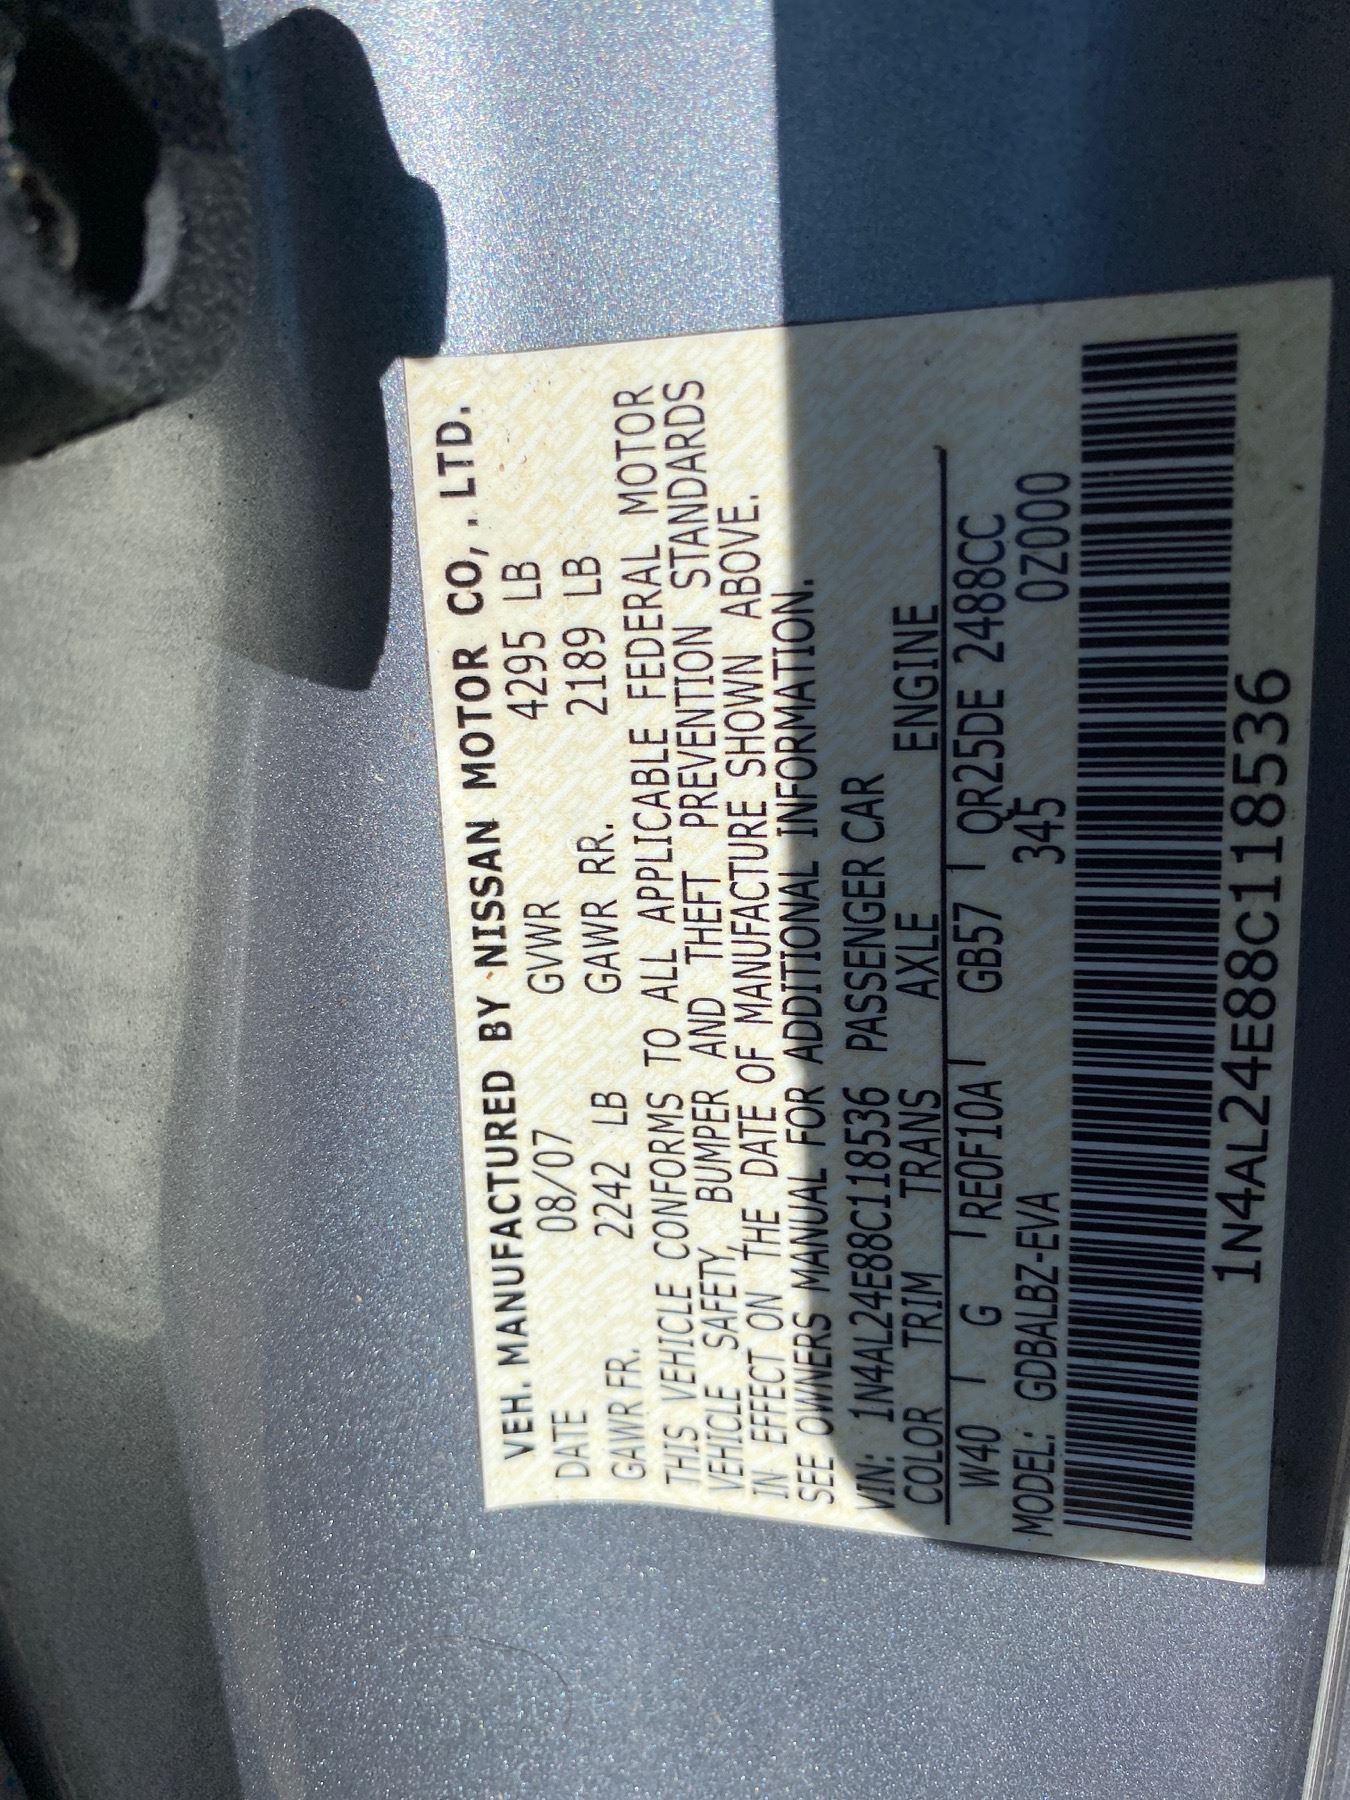 VEH. MANUFACTURED BY NISSAN MOTOR CO, . LTD.
DATE 08/07 GVWR 4295 LB
GAWR FR. 2242 LB GAWR RR. 2189 LB
THIS VEHICLE CONFORMS TO ALL APPLICABLE FEDERAL MOTOR
VEHICLE SAFETY, BUMPER AND THEFT PREVENTION STANDARDS
IN EFFECT ON THE DATE OF MANUFACTURE SHOWN ABOVE.
SEE OWNERS MANUAL FOR ADDITIONAL INFORMATION.
VIN: 1N4AL24E88C118536 PASSENGER CAR
COLOR TRIM TRANS AXLE ENGINE
W40 G RE0F10A GB57 QR25DE 2488CC
MODEL: GDBALBZ-EVA 345 0Z000
1N4AL24E88C118536